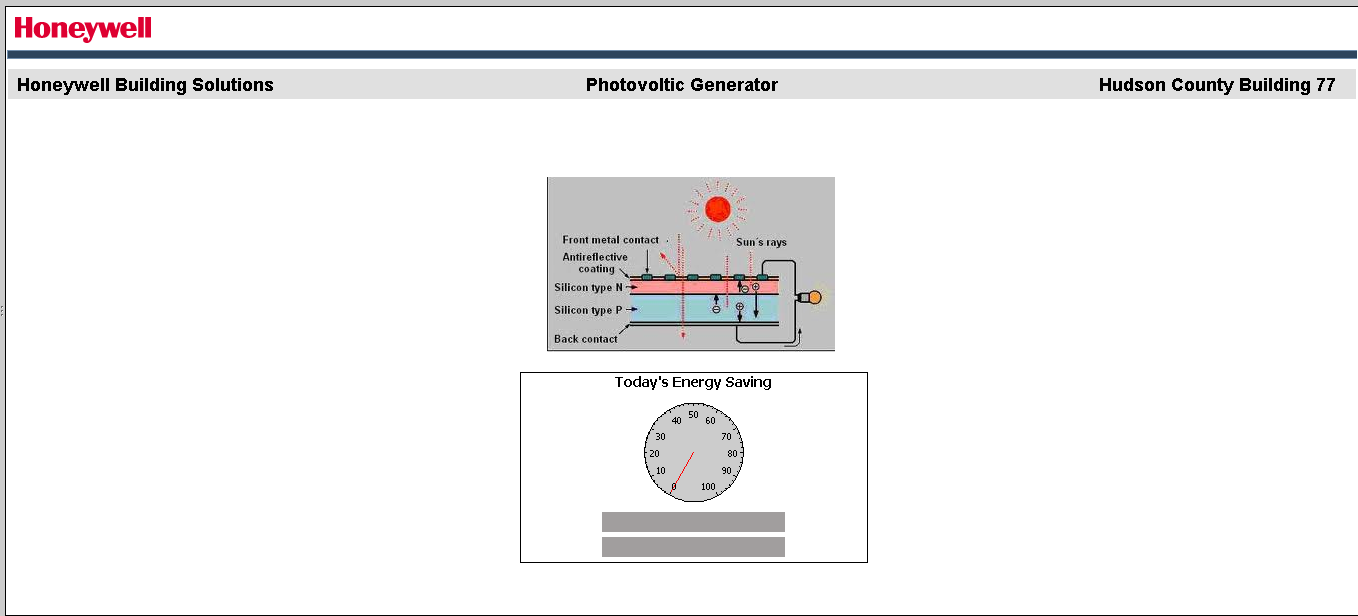 Honeywell
Honeywell Building Solutions Photovoltic Generator Hudson County Building 77
Front metal contact
Sun's rays
Antireflective
coating
Silicon type N
Silicon type P
Back contact
Today's Energy Saving
50
40 60
30 70
20 80
10 90
0 100